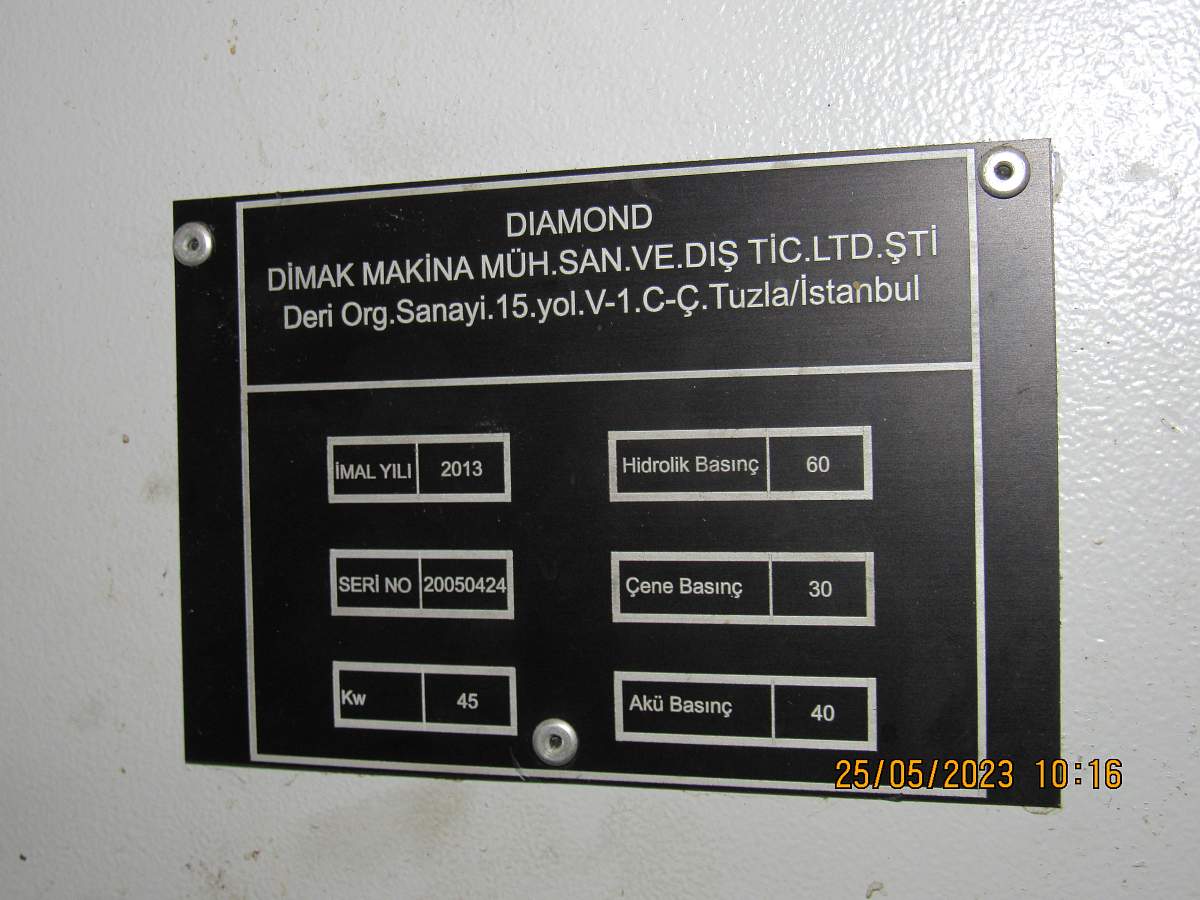 DIAMOND
DİMAK MAKİNA MÜH.SAN.VE.DIŞ TİC.LTD.ŞTİ
Deri Org.Sanayi.15.yol.V-1.C-Ç.Tuzla/İstanbul
İMAL YILI 2013
Hidrolik Basınç 60
SERİ NO 20050424
Çene Basınç 30
Kw 45
Akü Basınç 40
25/05/2023 10:16